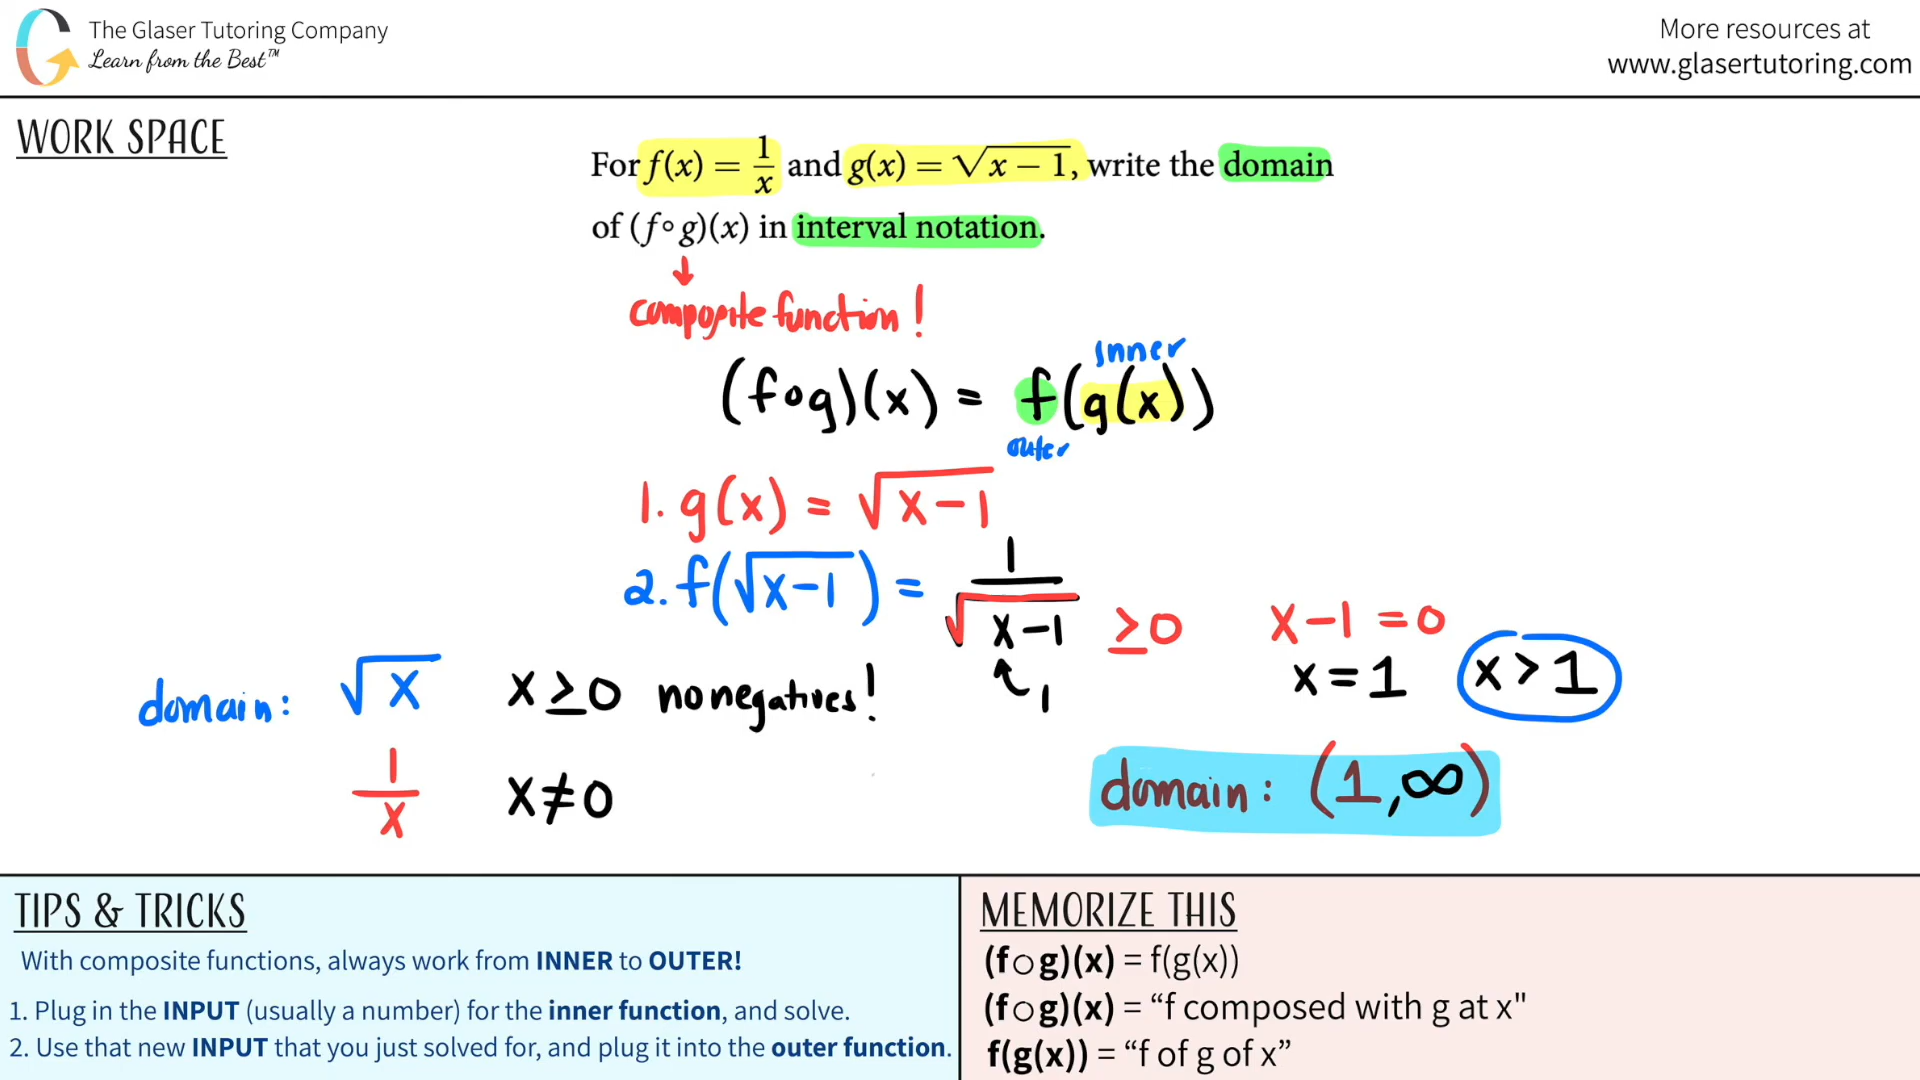 The Glaser Tutoring Company
Learn from the Best™
More resources at
www.glasertutoring.com
WORK SPACE
For f(x) = 1/x and g(x) = √(x − 1), write the domain
of (f∘g)(x) in interval notation.
↓
composite function!
inner
(f∘g)(x) = f(g(x))
outer
1. g(x) = √(x−1)
2. f(√(x−1)) = 1/√(x−1) ≥0
1
x−1 = 0
x = 1 x > 1
domain: √x x ≥ 0 no negatives!
1/x x ≠ 0
domain: (1, ∞)
TIPS & TRICKS
With composite functions, always work from INNER to OUTER!
1. Plug in the INPUT (usually a number) for the inner function, and solve.
2. Use that new INPUT that you just solved for, and plug it into the outer function.
MEMORIZE THIS
(f○g)(x) = f(g(x))
(f○g)(x) = “f composed with g at x"
f(g(x)) = “f of g of x”